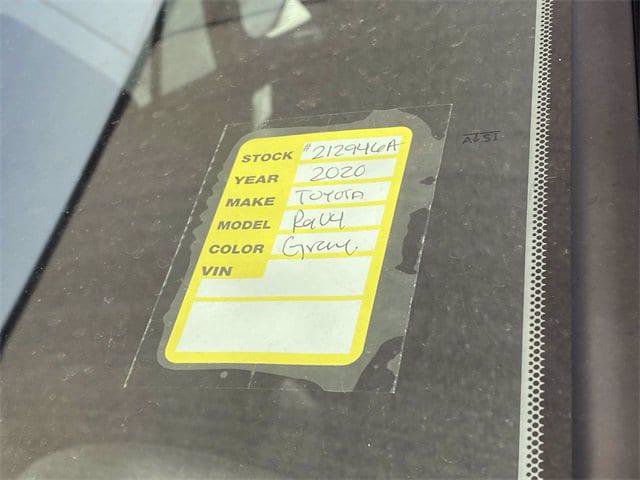 STOCK #212946A
YEAR 2020
MAKE TOYOTA
MODEL Rav4
COLOR Gray.
VIN